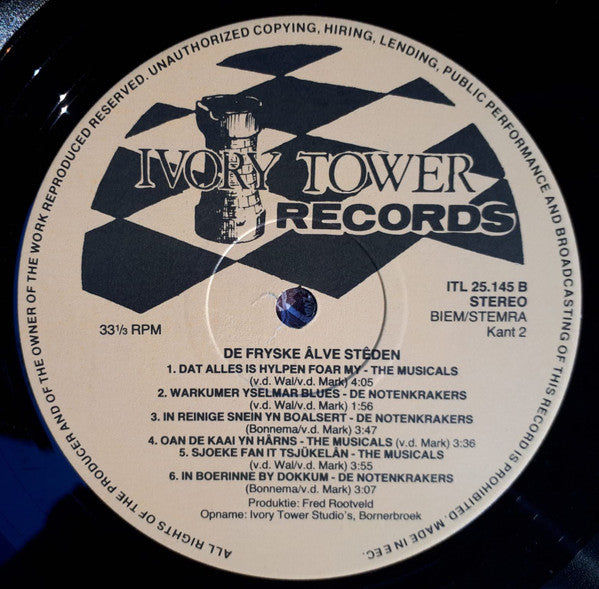 ALL RIGHTS OF THE PRODUCER AND OF THE OWNER OF THE WORK REPRODUCED RESERVED. UNAUTHORIZED COPYING, HIRING, LENDING, PUBLIC PERFORMANCE AND BROADCASTING OF THIS RECORD IS PROHIBITED. MADE IN EEC.
IVORY TOWER
RECORDS
ITL 25.145 B
STEREO
BIEM/STEMRA
33 1/3 RPM
Kant 2
DE FRYSKE ÂLVE STÊDEN
1. DAT ALLES IS HYLPEN FOAR MY - THE MUSICALS
(v.d. Wal/v.d. Mark) 4:05
2. WARKUMER YSELMAR BLUES - DE NOTENKRAKERS
(v.d. Wal/v.d. Mark) 1:56
3. IN REINIGE SNEIN YN BOALSERT - DE NOTENKRAKERS
(Bonnema/v.d. Mark) 3:47
4. OAN DE KAAI YN HÂRNS - THE MUSICALS (v.d. Mark) 3:36
5. SJOEKE FAN IT TSJÛKELÂN - THE MUSICALS
(v.d. Wal/v.d. Mark) 3:55
6. IN BOERINNE BY DOKKUM - DE NOTENKRAKERS
(Bonnema/v.d. Mark) 3:07
Produktie: Fred Rootveld
Opname: Ivory Tower Studio's, Bornerbroek